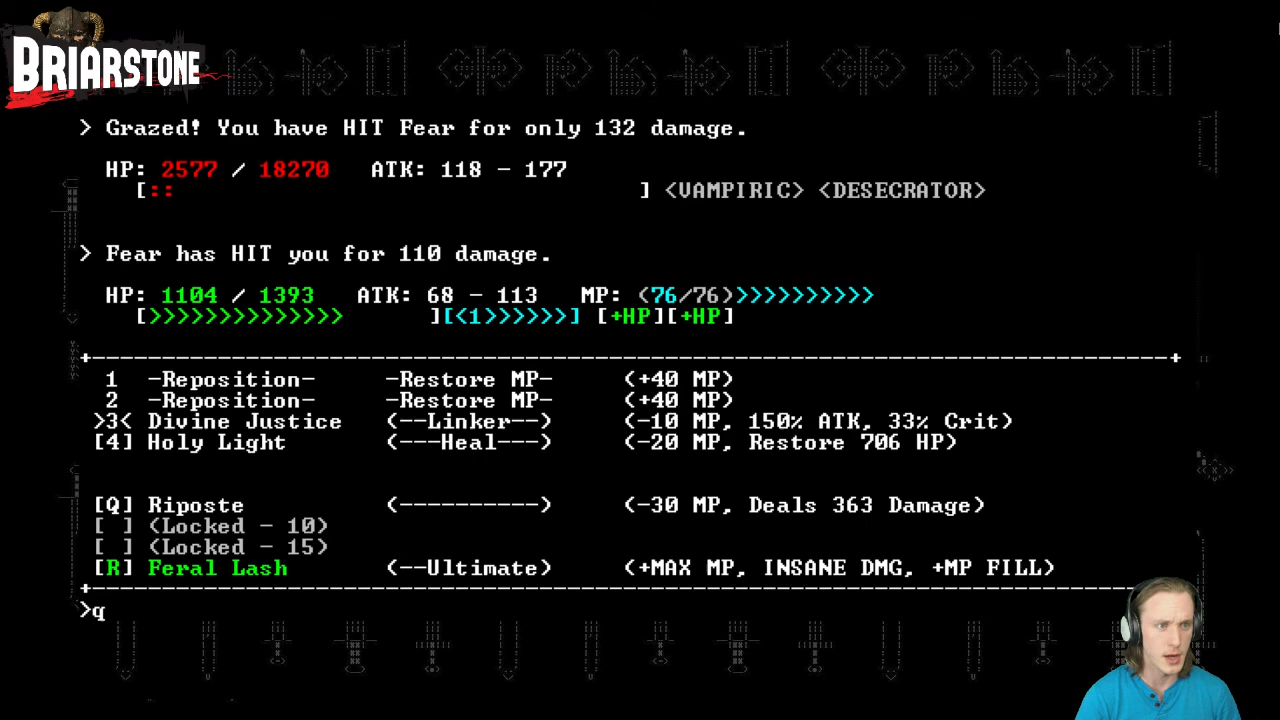 BRIARSTONE
> Grazed! You have HIT Fear for only 132 damage.
HP: 2577 / 18270 ATK: 118 - 177
[:: ] <VAMPIRIC> <DESECRATOR>
> Fear has HIT you for 110 damage.
HP: 1104 / 1393 ATK: 68 - 113 MP: (76/76)>>>>>>>>>>
[>>>>>>>>>>>>>> ][<1>>>>>>] [+HP][+HP]
1 -Reposition- -Restore MP- (+40 MP)
2 -Reposition- -Restore MP- (+40 MP)
>3< Divine Justice (--Linker--) (-10 MP, 150% ATK, 33% Crit)
[4] Holy Light (---Heal---) (-20 MP, Restore 706 HP)
[Q] Riposte (----------) (-30 MP, Deals 363 Damage)
[ ] (Locked - 10)
[ ] (Locked - 15)
[R] Feral Lash (--Ultimate) (+MAX MP, INSANE DMG, +MP FILL)
>q